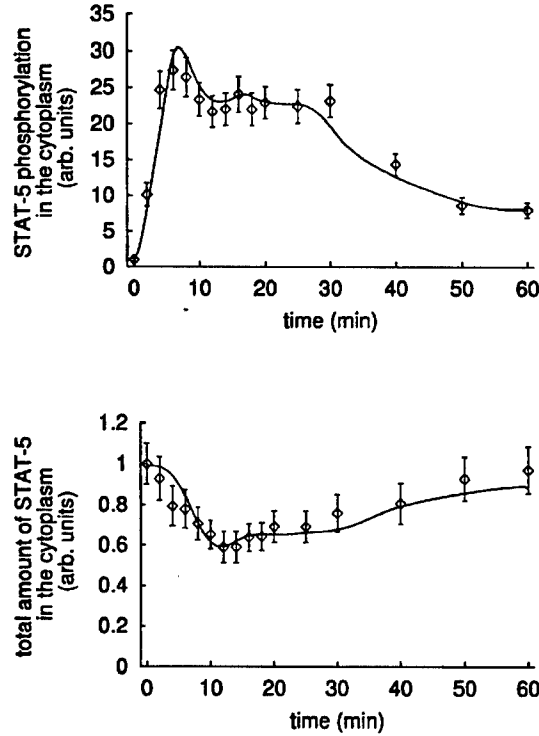 STAT-5 phosphorylation
in the cytoplasm
(arb. units)
35
30
25
20
15
10
5
0
0 10 20 30 40 50 60
time (min)
total amount of STAT-5
in the cytoplasm
(arb. units)
1.2
1
0.8
0.6
0.4
0.2
0
0 10 20 30 40 50 60
time (min)